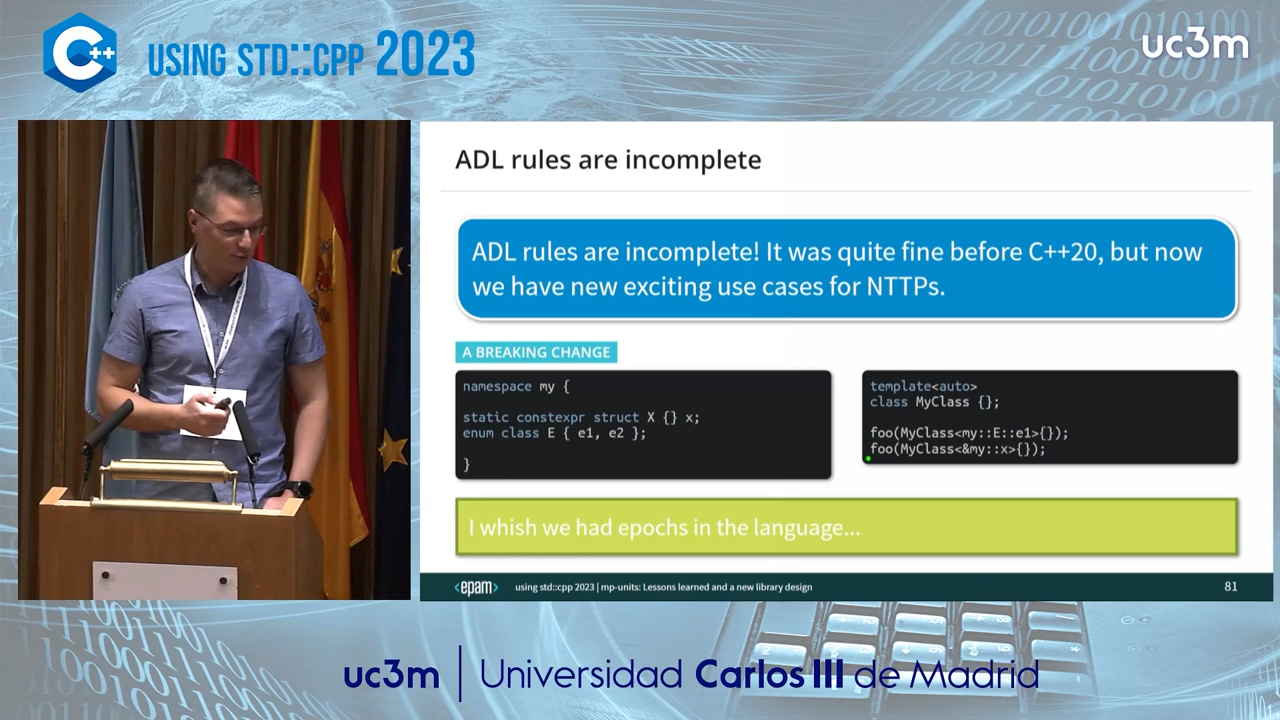 C++
USING STD::CPP 2023
uc3m
ADL rules are incomplete
ADL rules are incomplete! It was quite fine before C++20, but now
we have new exciting use cases for NTTPs.
A BREAKING CHANGE
namespace my {
static constexpr struct X {} x;
enum class E { e1, e2 };
}
template<auto>
class MyClass {};
foo(MyClass<my::E::e1>{});
foo(MyClass<&my::x>{});
I whish we had epochs in the language...
<epam>
using std::cpp 2023 | mp-units: Lessons learned and a new library design
81
uc3m | Universidad Carlos III de Madrid